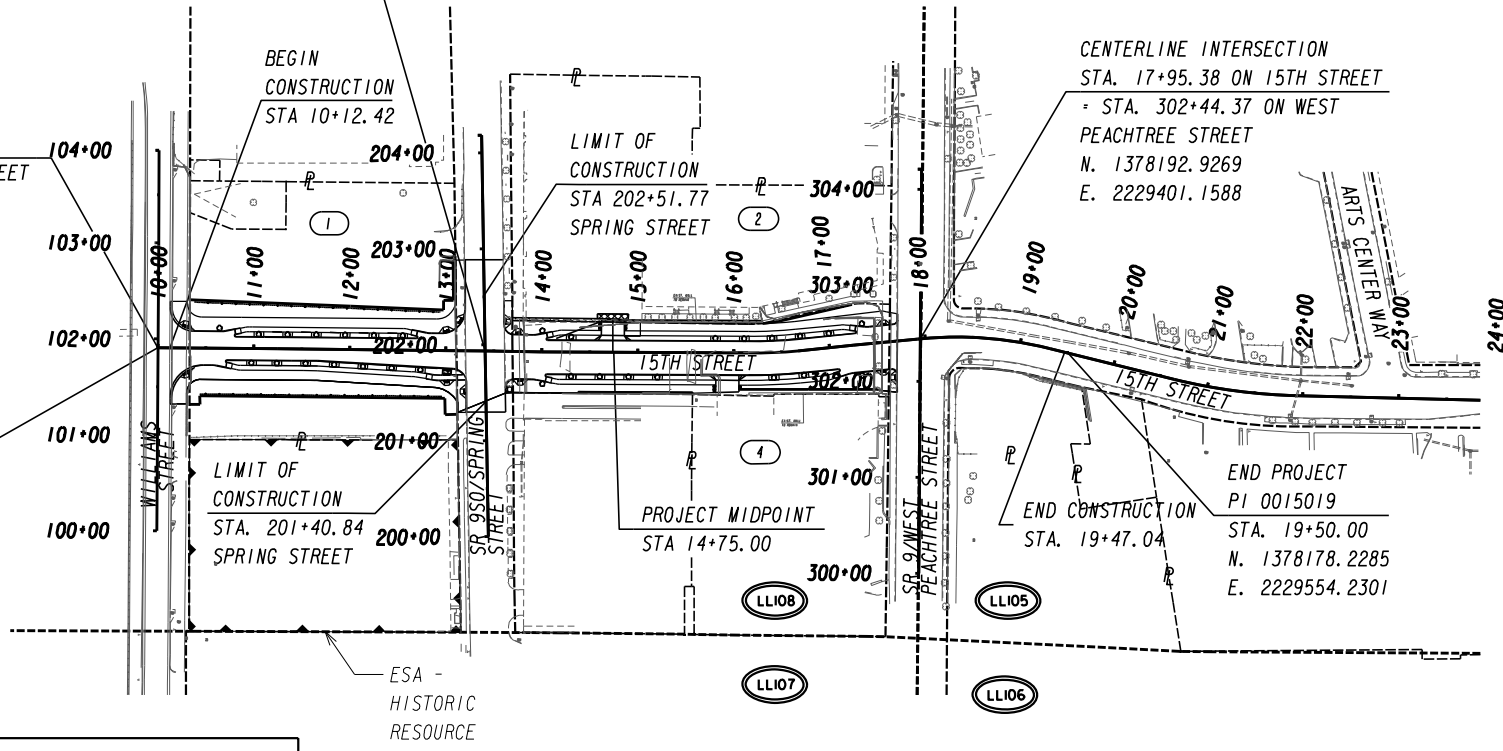 BEGIN
CONSTRUCTION
STA 10+12.42
CENTERLINE INTERSECTION
STA. 17+95.38 ON 15TH STREET
= STA. 302+44.37 ON WEST
PEACHTREE STREET
N. 1378192.9269
E. 2229401.1588
LIMIT OF
CONSTRUCTION
STA 202+51.77
SPRING STREET
EET
104+00
103+00
102+00
101+00
100+00
204+00
203+00
202+00
201+00
200+00
304+00
303+00
302+00
301+00
300+00
10+00
11+00
12+00
13+00
14+00
15+00
16+00
17+00
18+00
19+00
20+00
21+00
22+00
23+00
24+00
1
2
4
PL
PL
PL
PL
PL
PL
PL
PL
15TH STREET
15TH STREET
ARTS CENTER WAY
WILLIAMS
STREET
SR 9SO/SPRING
STREET
SR 9/WEST
PEACHTREE STREET
LIMIT OF
CONSTRUCTION
STA. 201+40.84
SPRING STREET
PROJECT MIDPOINT
STA 14+75.00
END CONSTRUCTION
STA. 19+47.04
END PROJECT
PI 0015019
STA. 19+50.00
N. 1378178.2285
E. 2229554.2301
LL108
LL105
LL107
LL106
ESA -
HISTORIC
RESOURCE